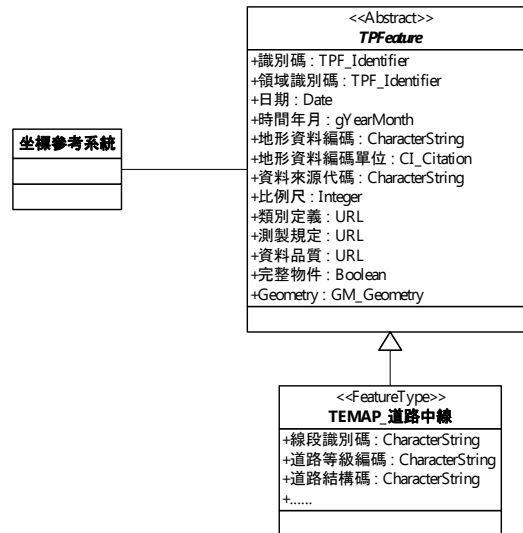 <<Abstract>>
TPFeature
+識別碼 : TPF_Identifier
+領域識別碼 : TPF_Identifier
+日期 : Date
+時間年月 : gYearMonth
+地形資料編碼 : CharacterString
+地形資料編碼單位 : CI_Citation
+資料來源代碼 : CharacterString
+比例尺 : Integer
+類別定義 : URL
+測製規定 : URL
+資料品質 : URL
+完整物件 : Boolean
+Geometry : GM_Geometry
坐標參考系統
<<FeatureType>>
TEMAP_道路中線
+線段識別碼 : CharacterString
+道路等級編碼 : CharacterString
+道路結構碼 : CharacterString
+......